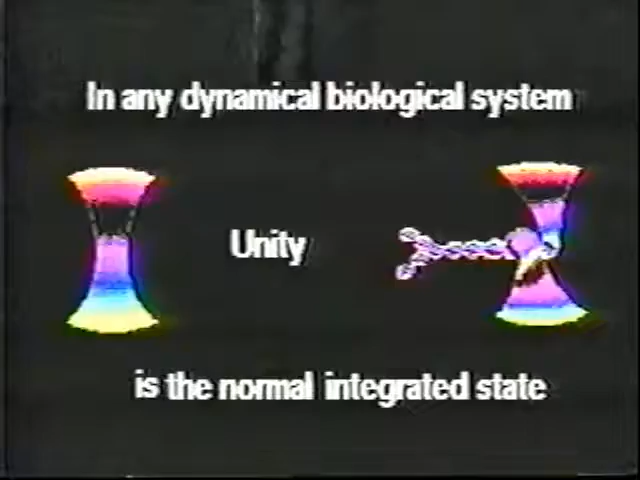 In any dynamical biological system
Unity
is the normal integrated state